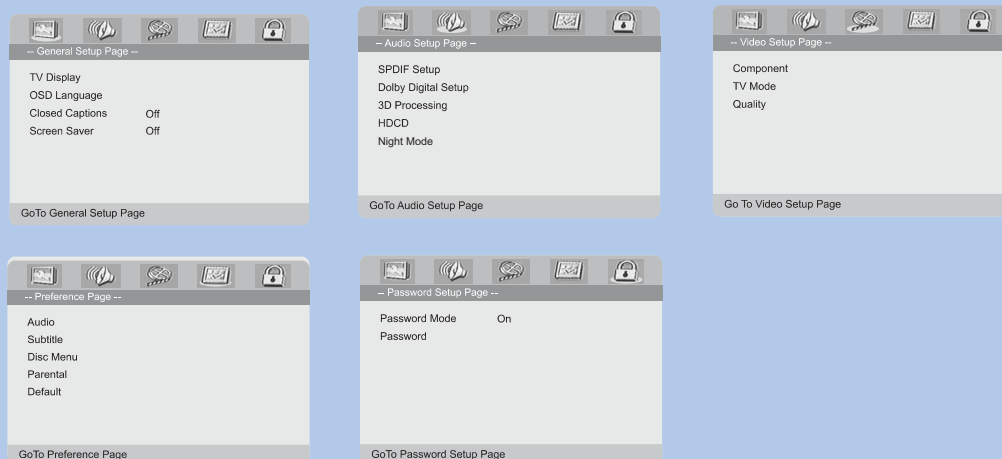 -- General Setup Page --
TV Display
OSD Language
Closed Captions Off
Screen Saver Off
GoTo General Setup Page
-- Audio Setup Page --
SPDIF Setup
Dolby Digital Setup
3D Processing
HDCD
Night Mode
GoTo Audio Setup Page
-- Video Setup Page --
Component
TV Mode
Quality
Go To Video Setup Page
-- Preference Page --
Audio
Subtitle
Disc Menu
Parental
Default
GoTo Preference Page
-- Password Setup Page --
Password Mode On
Password
GoTo Password Setup Page